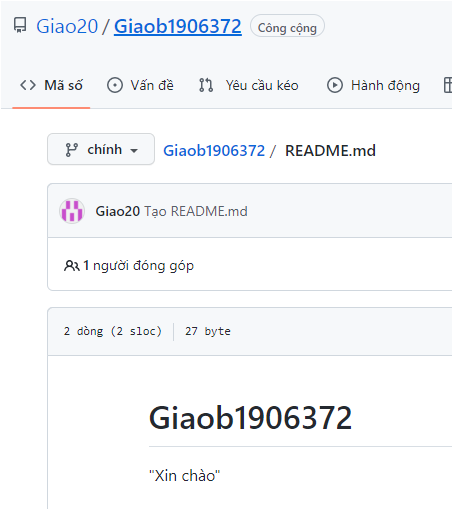 Giao20 / Giaob1906372 Công cộng
Mã số Vấn đề Yêu cầu kéo Hành động
chính Giaob1906372 / README.md
Giao20 Tạo README.md
1 người đóng góp
2 dòng (2 sloc) 27 byte
Giaob1906372
"Xin chào"